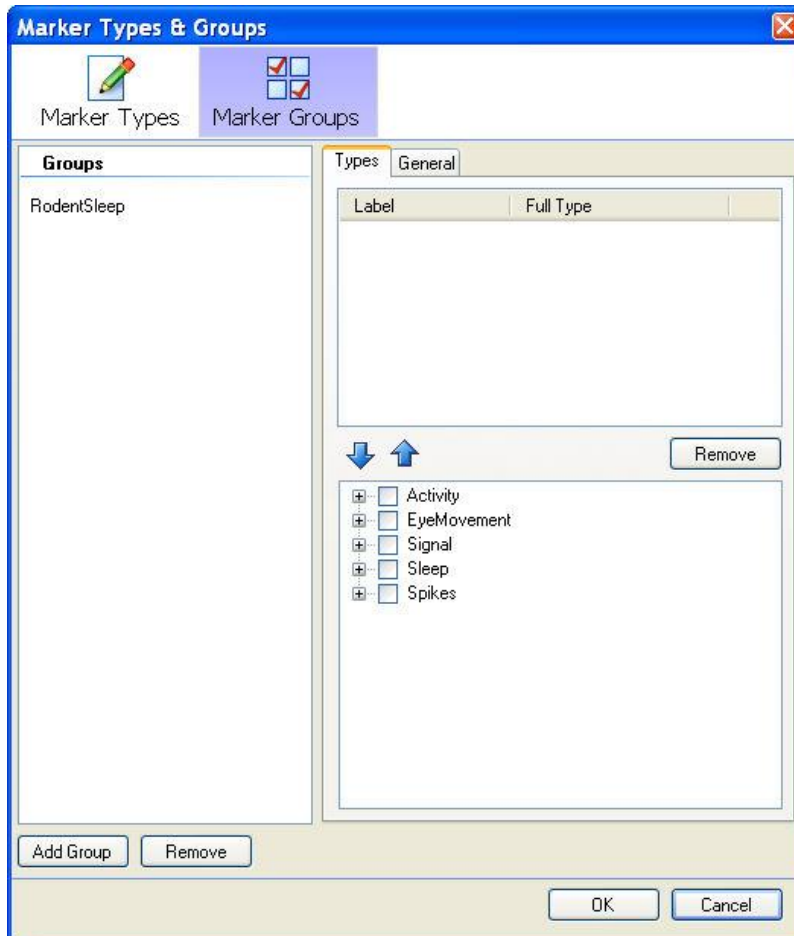 Marker Types & Groups
Marker Types Marker Groups
Groups
RodentSleep
Types General
Label Full Type
Remove
Activity
EyeMovement
Signal
Sleep
Spikes
Add Group Remove
OK Cancel